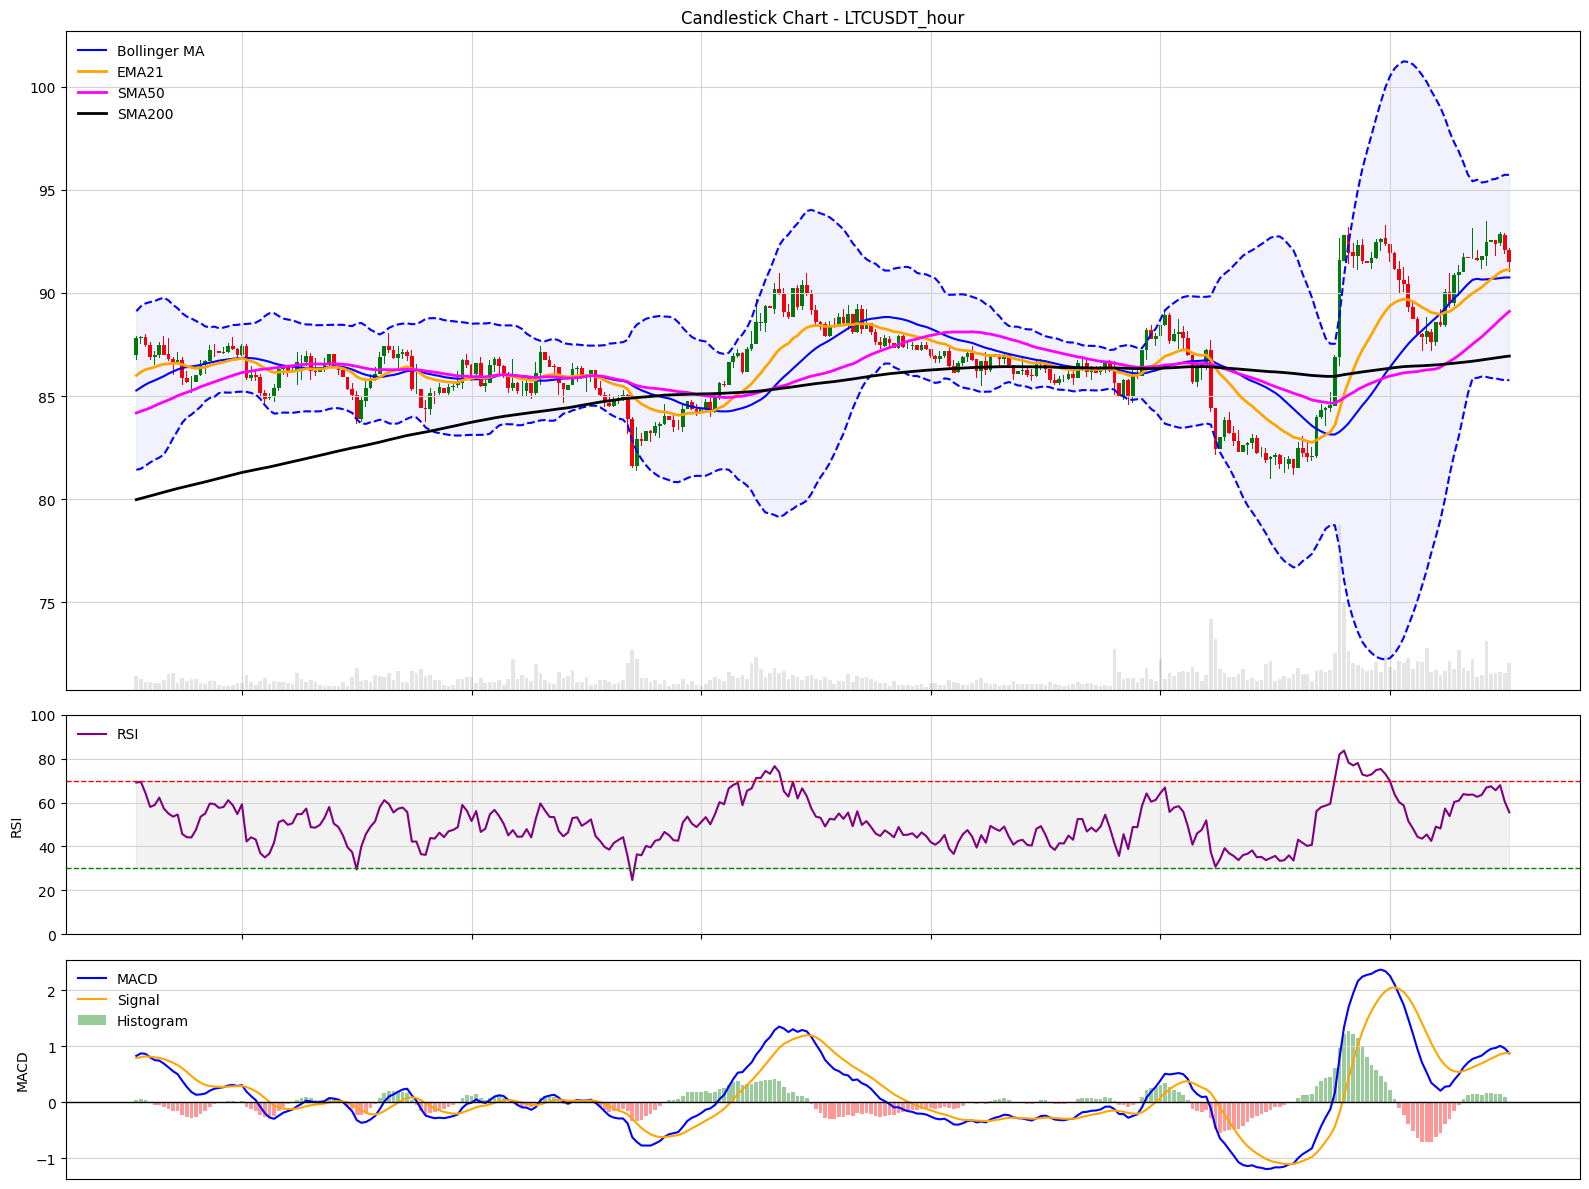 Candlestick Chart - LTCUSDT_hour
Bollinger MA
EMA21
SMA50
SMA200
100
95
90
85
80
75
RSI
RSI
100
80
60
40
20
0
MACD
Signal
Histogram
MACD
2
1
0
−1